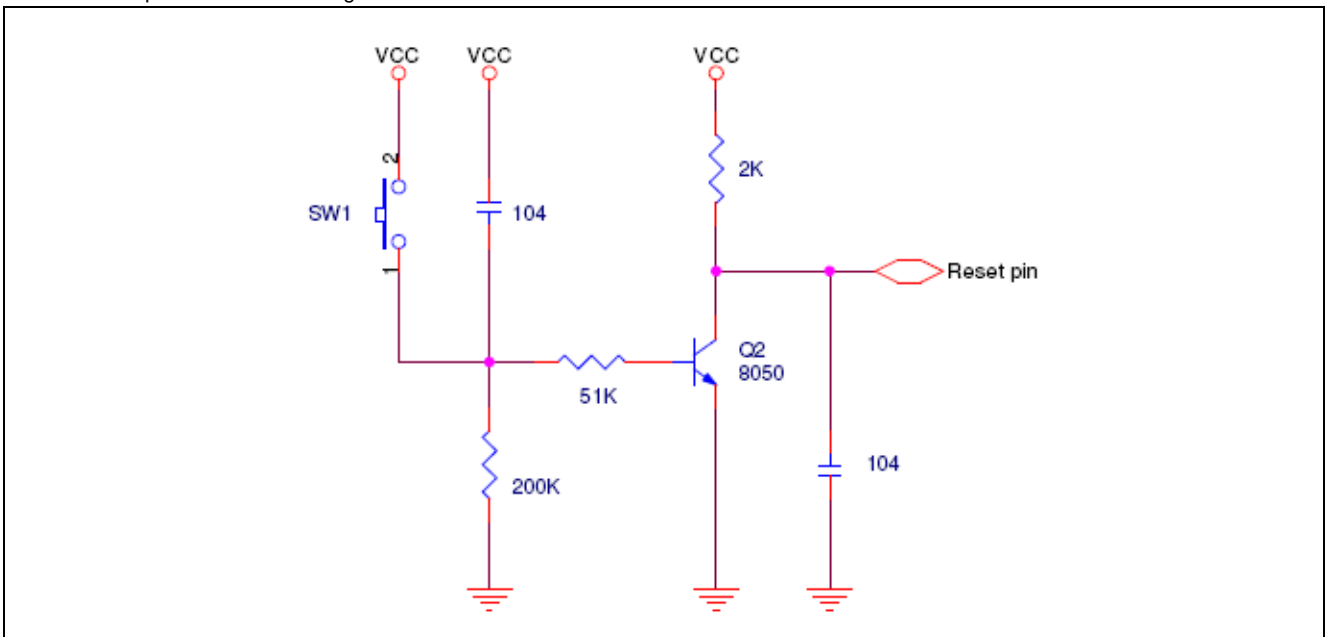 VCC VCC VCC
2
2K
SW1
104
1
Reset pin
Q2
8050
51K
104
200K